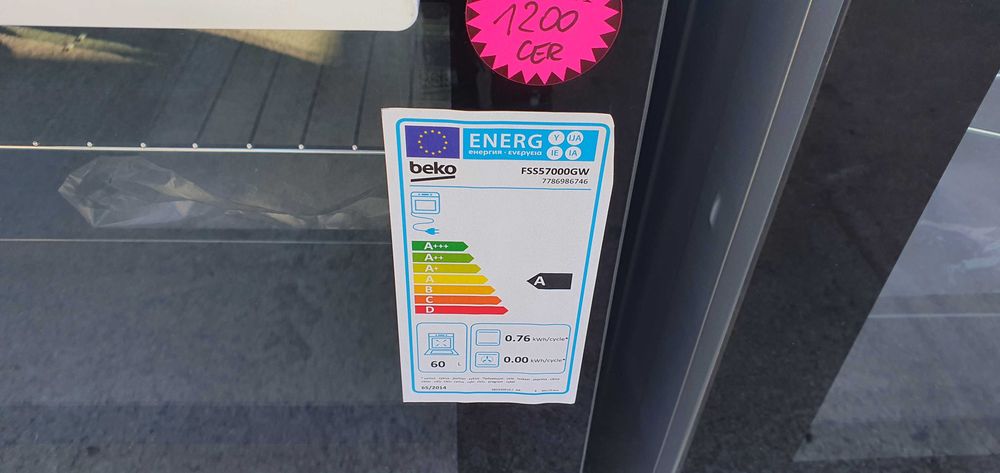 1200
CER
ENERG Y IJA
енергия · ενεργεια IE IA
beko
FSS57000GW
7786986746
A+++
A++
A+
A
A
B
C
D
0.76 kWh/cycle*
0.00 kWh/cycle*
60 L
65/2014